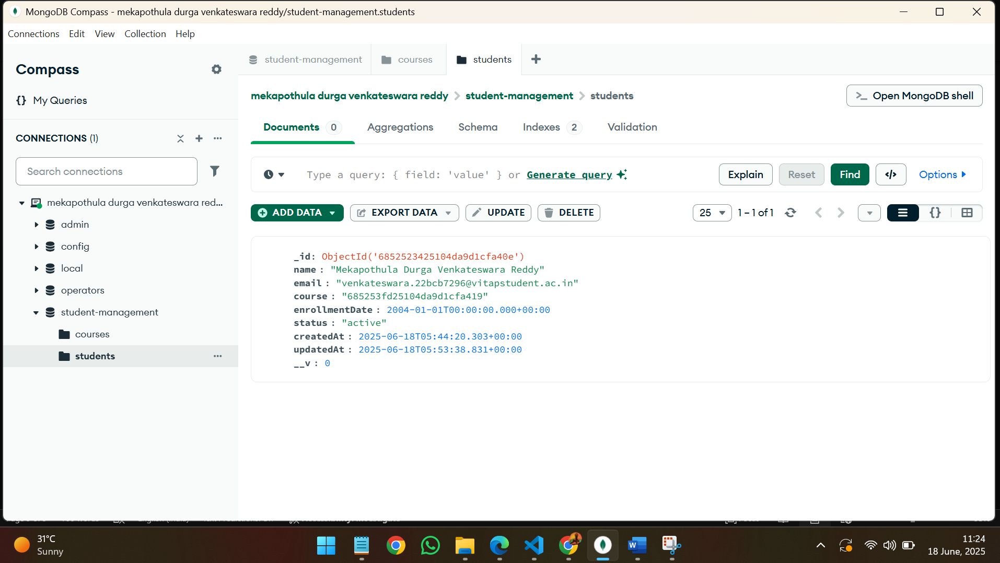 MongoDB Compass - mekapothula durga venkateswara reddy/student-management.students
Connections Edit View Collection Help
Compass
My Queries
CONNECTIONS (1)
Search connections
mekapothula durga venkateswara red...
admin
config
local
operators
student-management
courses
students
student-management courses students
mekapothula durga venkateswara reddy > student-management > students
>_ Open MongoDB shell
Documents 0 Aggregations Schema Indexes 2 Validation
Type a query: { field: 'value' } or Generate query
Explain Reset Find </> Options
ADD DATA EXPORT DATA UPDATE DELETE
25 1 – 1 of 1
_id: ObjectId('6852523425104da9d1cfa40e')
name : "Mekapothula Durga Venkateswara Reddy"
email : "venkateswara.22bcb7296@vitapstudent.ac.in"
course : "685253fd25104da9d1cfa419"
enrollmentDate : 2004-01-01T00:00:00.000+00:00
status : "active"
createdAt : 2025-06-18T05:44:20.303+00:00
updatedAt : 2025-06-18T05:53:38.831+00:00
__v : 0
31°C
Sunny
11:24
18 June, 2025